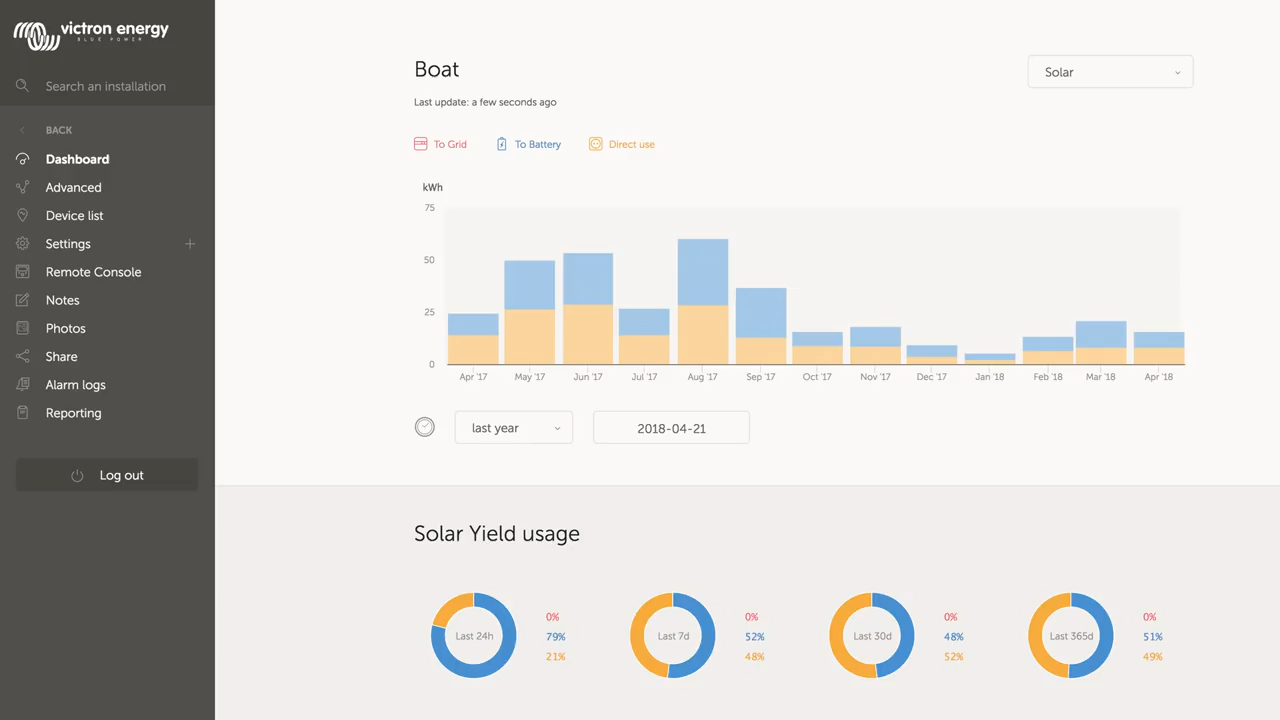 victron energy
BLUE POWER
Search an installation
BACK
Dashboard
Advanced
Device list
Settings
Remote Console
Notes
Photos
Share
Alarm logs
Reporting
Log out
Boat
Solar
Last update: a few seconds ago
To Grid To Battery Direct use
kWh
75
50
25
0
Apr '17 May '17 Jun '17 Jul '17 Aug '17 Sep '17 Oct '17 Nov '17 Dec '17 Jan '18 Feb '18 Mar '18 Apr '18
last year 2018-04-21
Solar Yield usage
Last 24h
0%
79%
21%
Last 7d
0%
52%
48%
Last 30d
0%
48%
52%
Last 365d
0%
51%
49%